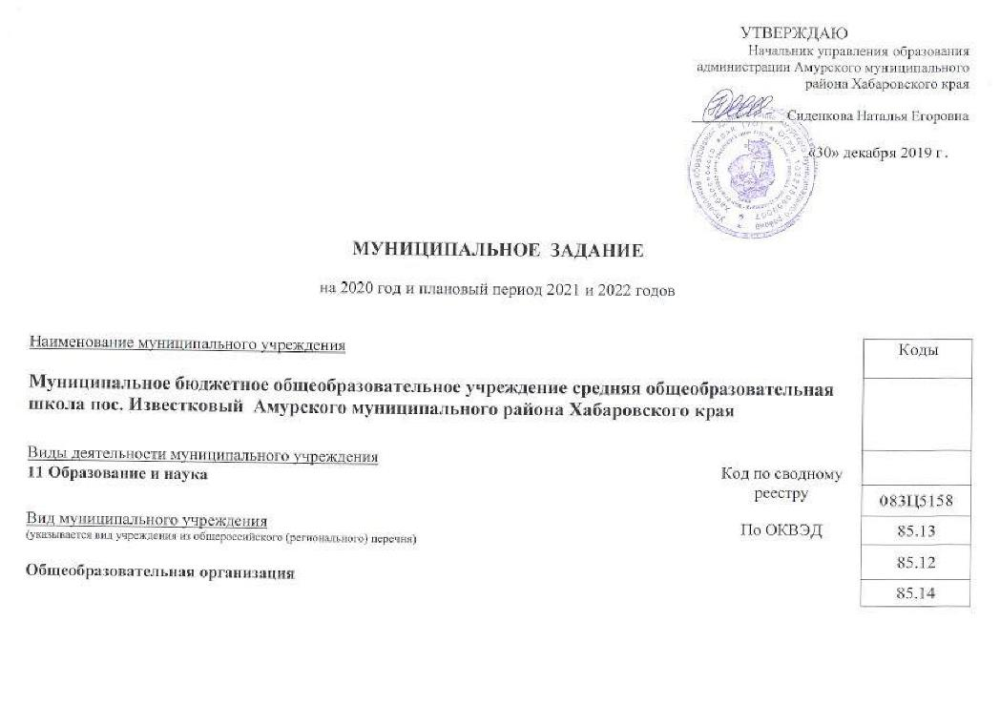 УТВЕРЖДАЮ
Начальник управления образования
администрации Амурского муниципального
района Хабаровского края
Сиденкова Наталья Егоровна
«30» декабря 2019 г.
МУНИЦИПАЛЬНОЕ ЗАДАНИЕ
на 2020 год и плановый период 2021 и 2022 годов
Наименование муниципального учреждения
Коды
Муниципальное бюджетное общеобразовательное учреждение средняя общеобразовательная
школа пос. Известковый Амурского муниципального района Хабаровского края
Виды деятельности муниципального учреждения
11 Образование и наука
Код по сводному
реестру
083Ц5158
Вид муниципального учреждения
(указывается вид учреждения из общероссийского (регионального) перечня)
По ОКВЭД
85.13
85.12
Общеобразовательная организация
85.14